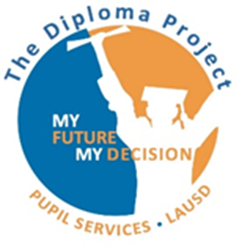 The Diploma Project
MY
FUTURE
MY DECISION
PUPIL SERVICES • LAUSD